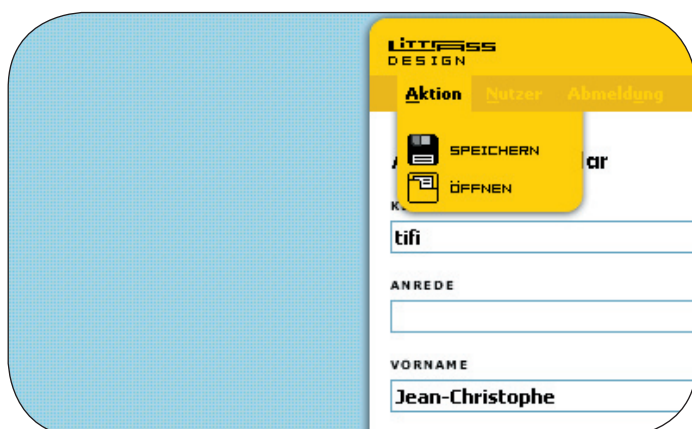 LiTTFASS
DESIGN
Aktion Nutzer Abmeldung
SPEICHERN
ÖFFNEN
tifi
ANREDE
VORNAME
Jean-Christophe